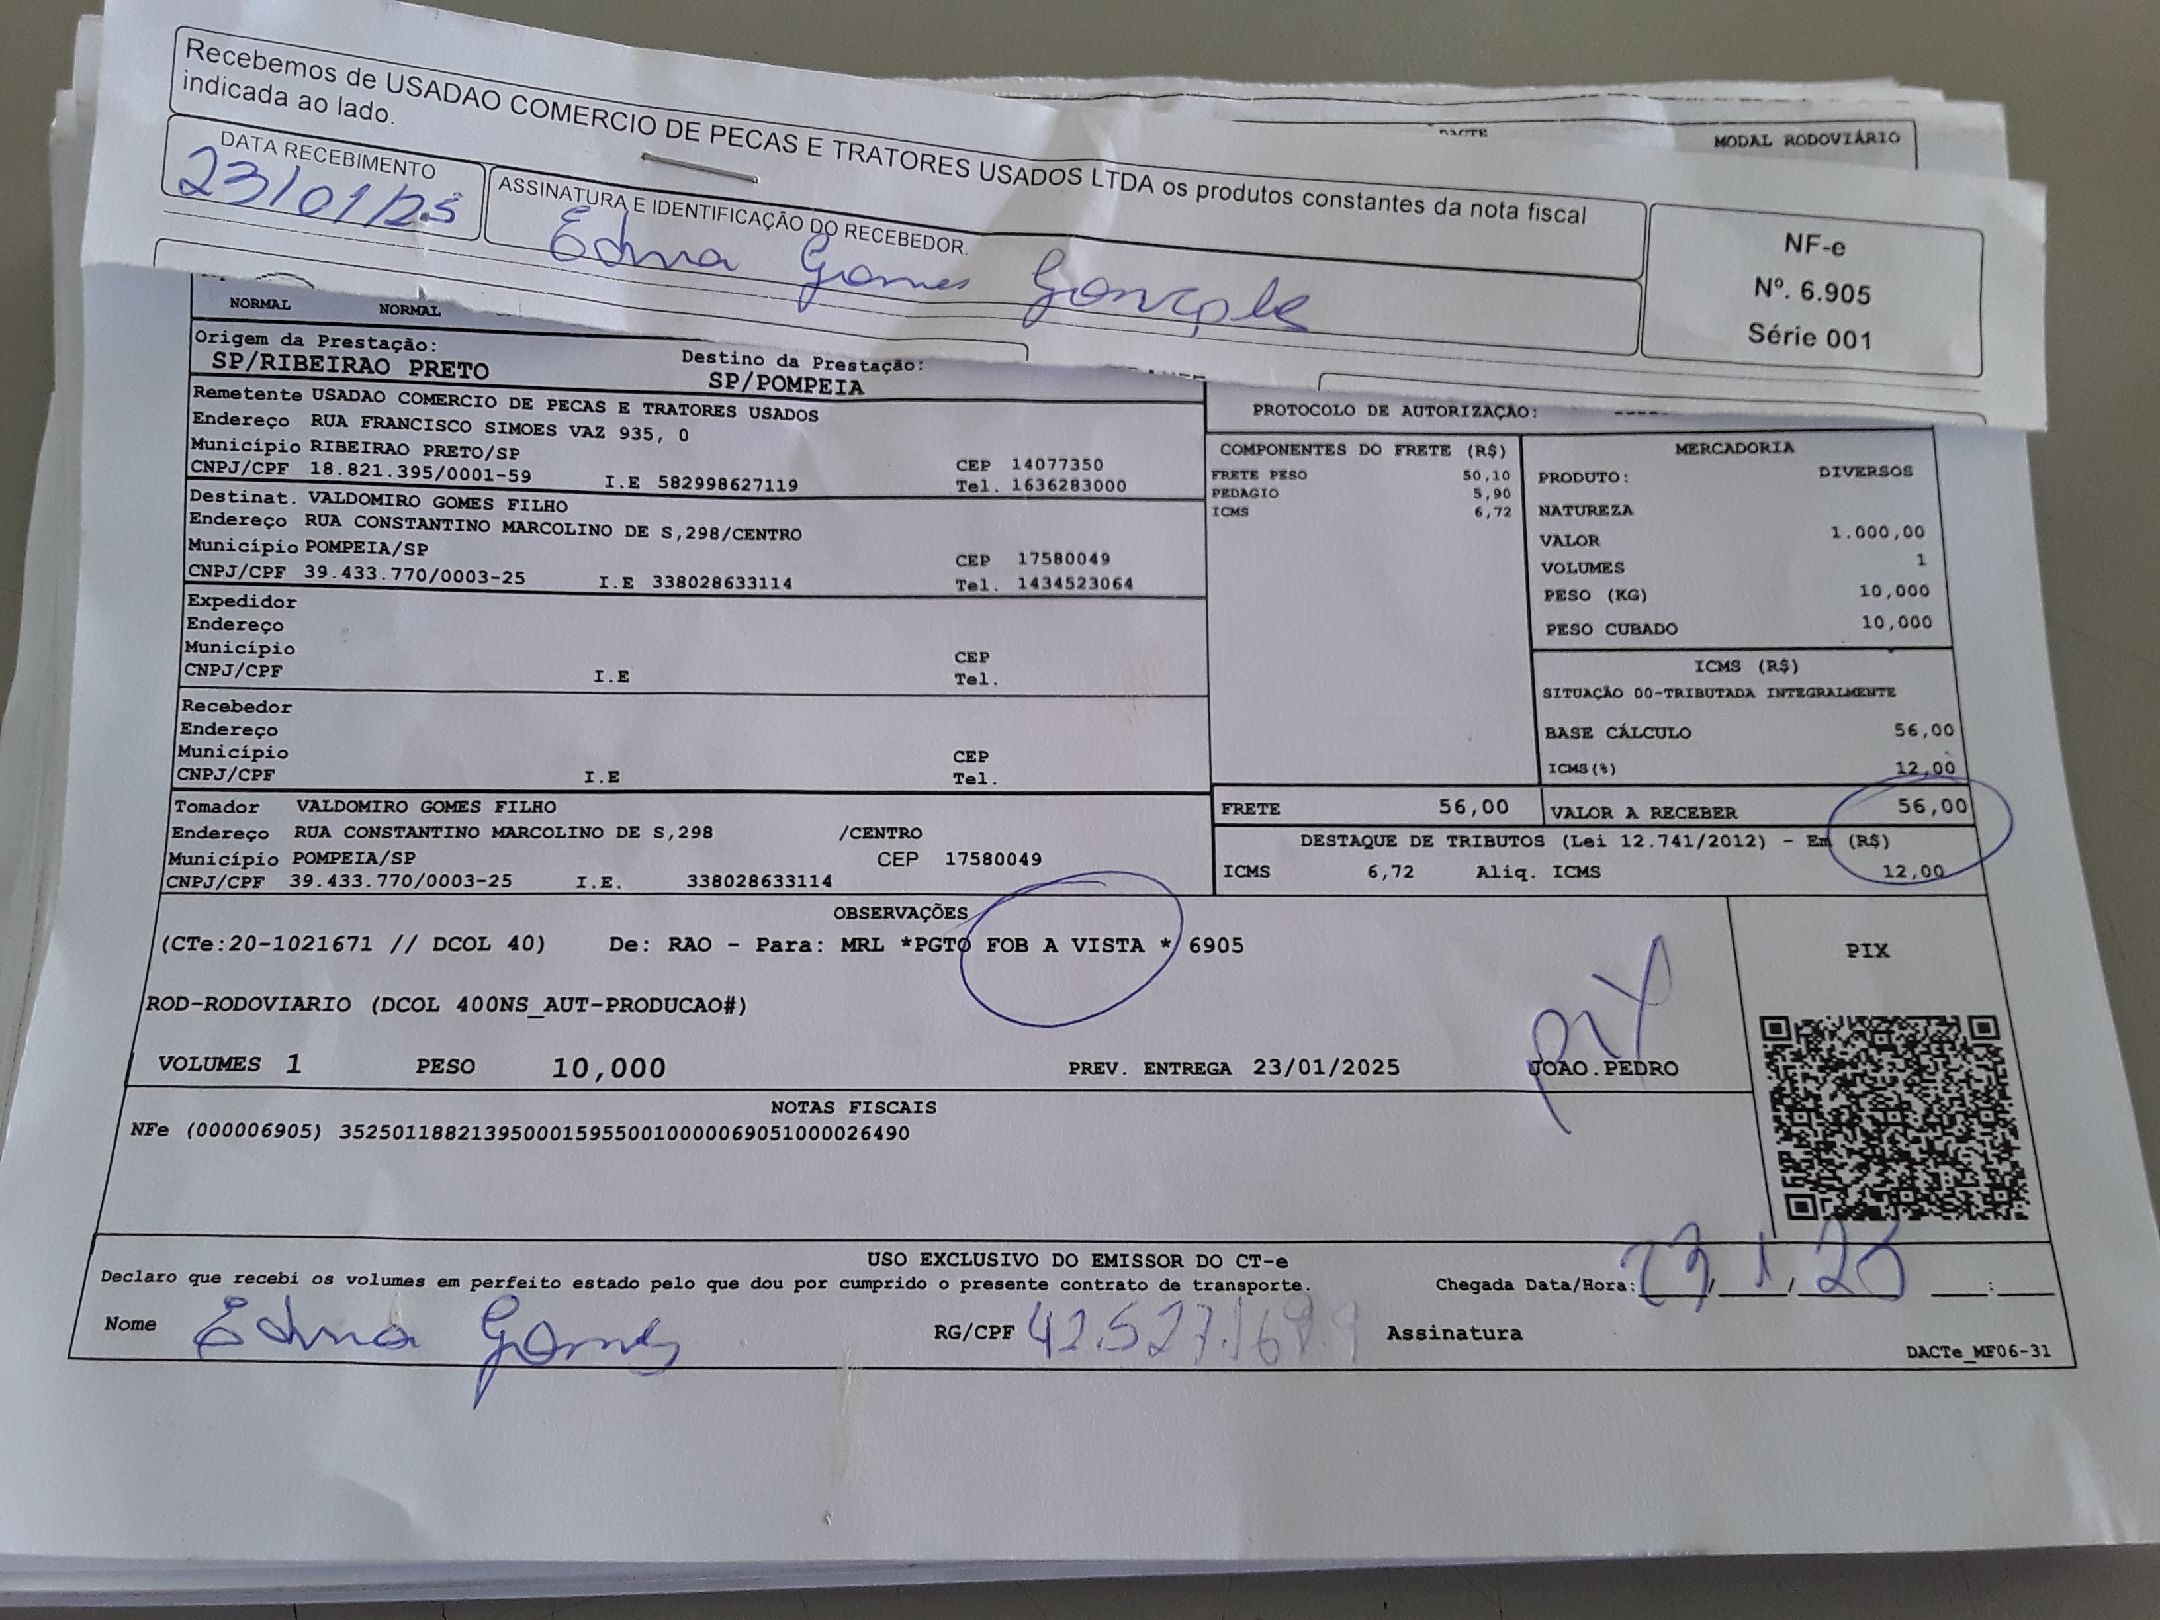 Recebemos de USADAO COMERCIO DE PECAS E TRATORES USADOS LTDA os produtos constantes da nota fiscal
indicada ao lado.
DATA RECEBIMENTO
23/01/25
ASSINATURA E IDENTIFICAÇÃO DO RECEBEDOR.
Edna Gomes
NF-e
Nº. 6.905
Série 001
DACTE
MODAL RODOVIÁRIO
NORMAL NORMAL
Origem da Prestação:
SP/RIBEIRAO PRETO
Destino da Prestação:
SP/POMPEIA
Remetente USADAO COMERCIO DE PECAS E TRATORES USADOS
Endereço RUA FRANCISCO SIMOES VAZ 935, 0
Município RIBEIRAO PRETO/SP CEP 14077350
CNPJ/CPF 18.821.395/0001-59 I.E 582998627119 Tel. 1636283000
Destinat. VALDOMIRO GOMES FILHO
Endereço RUA CONSTANTINO MARCOLINO DE S,298/CENTRO
Município POMPEIA/SP CEP 17580049
CNPJ/CPF 39.433.770/0003-25 I.E 338028633114 Tel. 1434523064
Expedidor
Endereço
Município CEP
CNPJ/CPF I.E Tel.
Recebedor
Endereço
Município CEP
CNPJ/CPF I.E Tel.
Tomador VALDOMIRO GOMES FILHO
Endereço RUA CONSTANTINO MARCOLINO DE S,298 /CENTRO
Município POMPEIA/SP CEP 17580049
CNPJ/CPF 39.433.770/0003-25 I.E. 338028633114
PROTOCOLO DE AUTORIZAÇÃO:
COMPONENTES DO FRETE (R$)
FRETE PESO 50,10
PEDAGIO 5,90
ICMS 6,72
MERCADORIA
PRODUTO: DIVERSOS
NATUREZA
VALOR 1.000,00
VOLUMES 1
PESO (KG) 10,000
PESO CUBADO 10,000
ICMS (R$)
SITUAÇÃO 00-TRIBUTADA INTEGRALMENTE
BASE CÁLCULO 56,00
ICMS(%) 12,00
FRETE 56,00 VALOR A RECEBER 56,00
DESTAQUE DE TRIBUTOS (Lei 12.741/2012) - Em (R$)
ICMS 6,72 Aliq. ICMS 12,00
OBSERVAÇÕES
(CTe:20-1021671 // DCOL 40) De: RAO - Para: MRL *PGTO FOB A VISTA * 6905
ROD-RODOVIARIO (DCOL 400NS_AUT-PRODUCAO#)
VOLUMES 1 PESO 10,000 PREV. ENTREGA 23/01/2025 JOAO.PEDRO
Pix
PIX
NOTAS FISCAIS
NFe (000006905) 35250118821395000159550010000069051000026490
USO EXCLUSIVO DO EMISSOR DO CT-e
Declaro que recebi os volumes em perfeito estado pelo que dou por cumprido o presente contrato de transporte. Chegada Data/Hora: 23/1/25 :
Nome Edna Gomes RG/CPF Assinatura
DACTe_MF06-31